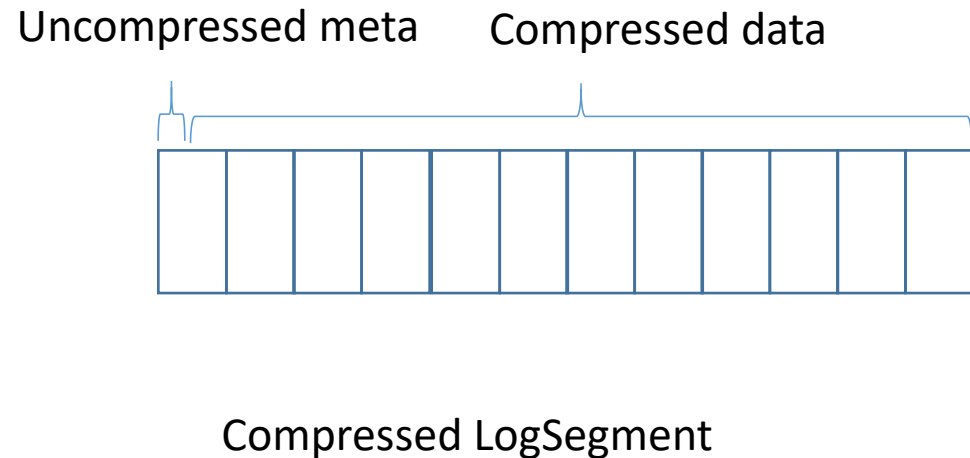 Uncompressed meta
Compressed data
Compressed LogSegment